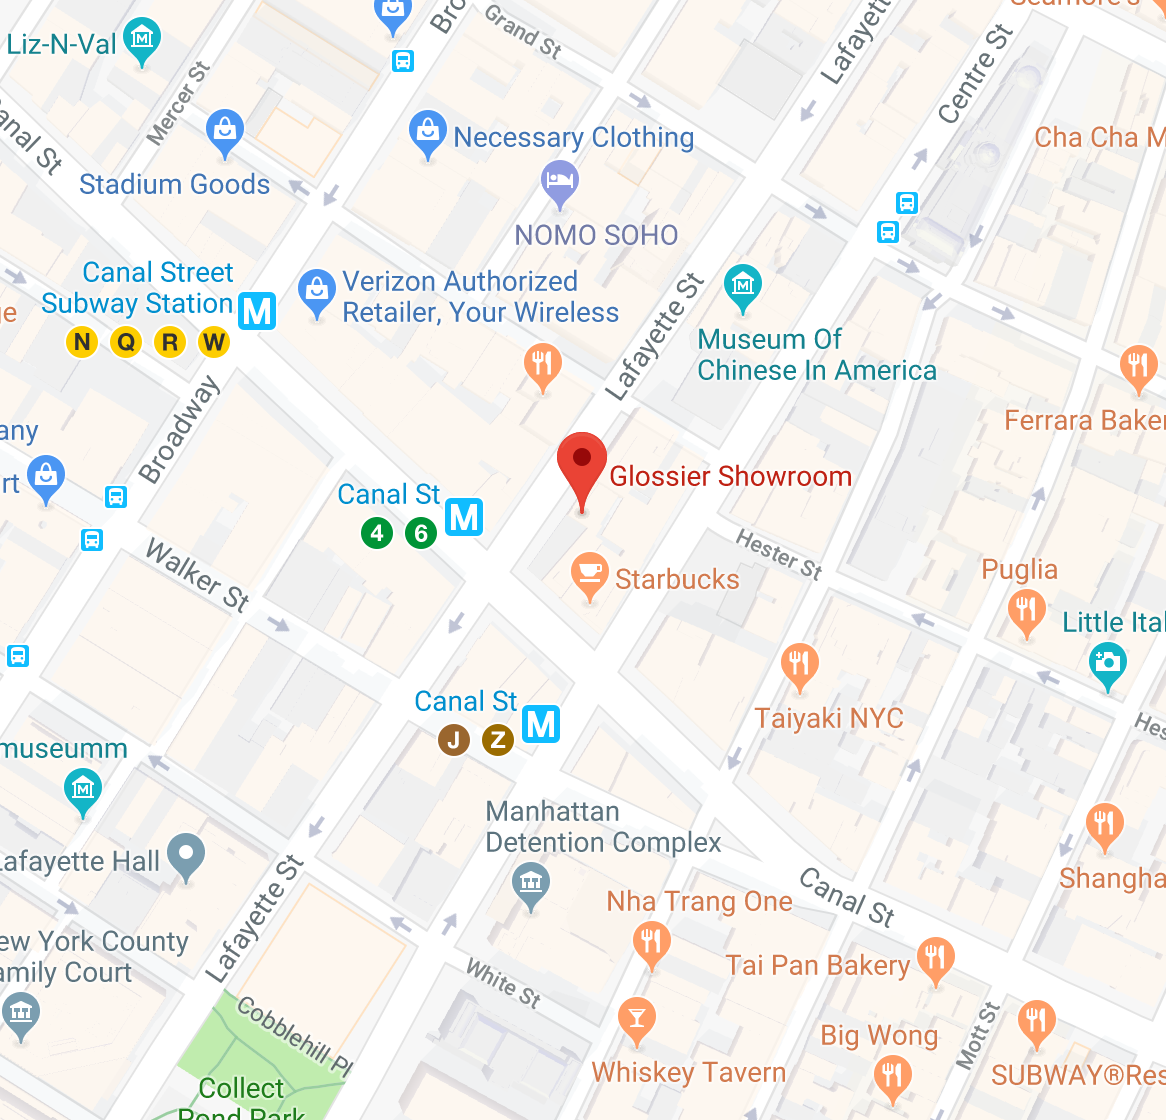 Seamore's
Bro
Grand St
Lafayett
Liz-N-Val
Centre St
Mercer St
Canal St
Necessary Clothing
Cha Cha M
Stadium Goods
NOMO SOHO
Canal Street
Subway Station
M
N Q R W
Verizon Authorized
Retailer, Your Wireless
Lafayette St
Museum Of
Chinese In America
ge
Broadway
Ferrara Baker
any
rt
Glossier Showroom
Canal St
M
4 6
Hester St
Walker St
Starbucks
Puglia
Little Ital
Canal St
M
J Z
Taiyaki NYC
Hes
museumm
Manhattan
Detention Complex
Lafayette Hall
Shangha
Canal St
Lafayette St
Nha Trang One
ew York County
amily Court
Tai Pan Bakery
White St
Cobblehill Pl
Mott St
Big Wong
Whiskey Tavern
SUBWAY®Res
Collect
Pond Park